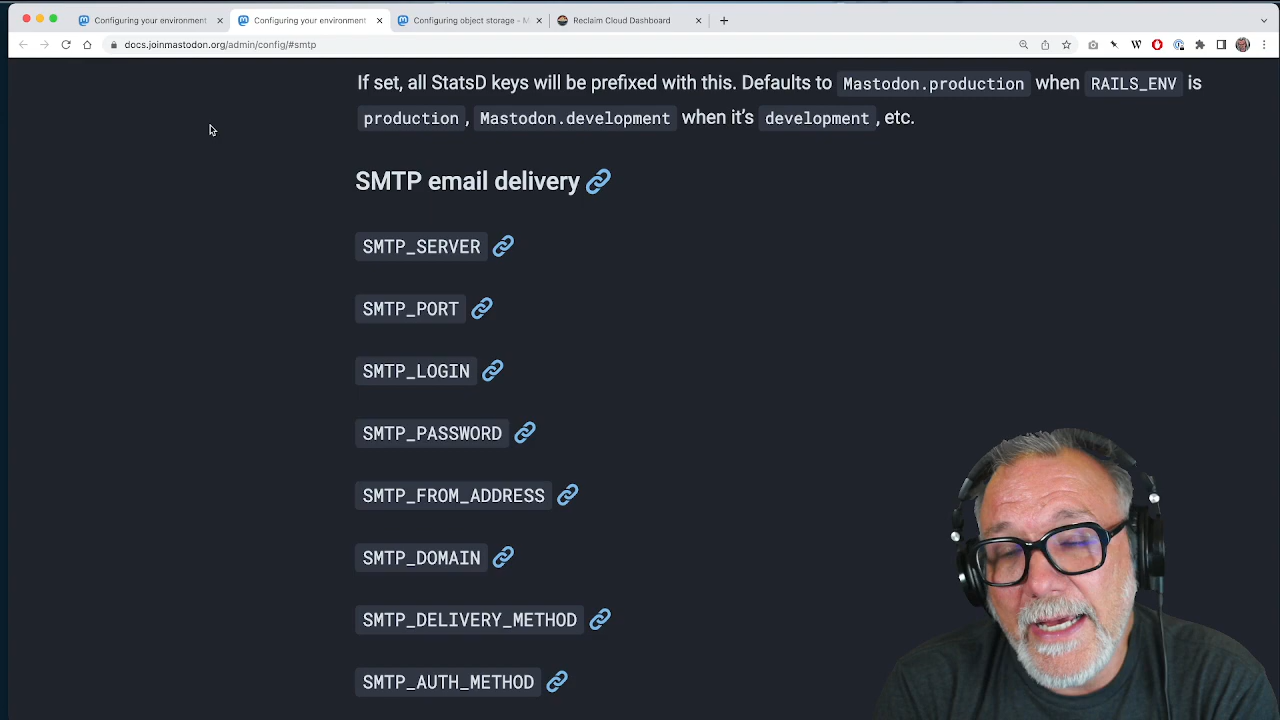 Configuring your environment
Configuring your environment
Configuring object storage - M
Reclaim Cloud Dashboard
docs.joinmastodon.org/admin/config/#smtp
If set, all StatsD keys will be prefixed with this. Defaults to Mastodon.production when RAILS_ENV is
production, Mastodon.development when it's development, etc.
SMTP email delivery
SMTP_SERVER
SMTP_PORT
SMTP_LOGIN
SMTP_PASSWORD
SMTP_FROM_ADDRESS
SMTP_DOMAIN
SMTP_DELIVERY_METHOD
SMTP_AUTH_METHOD